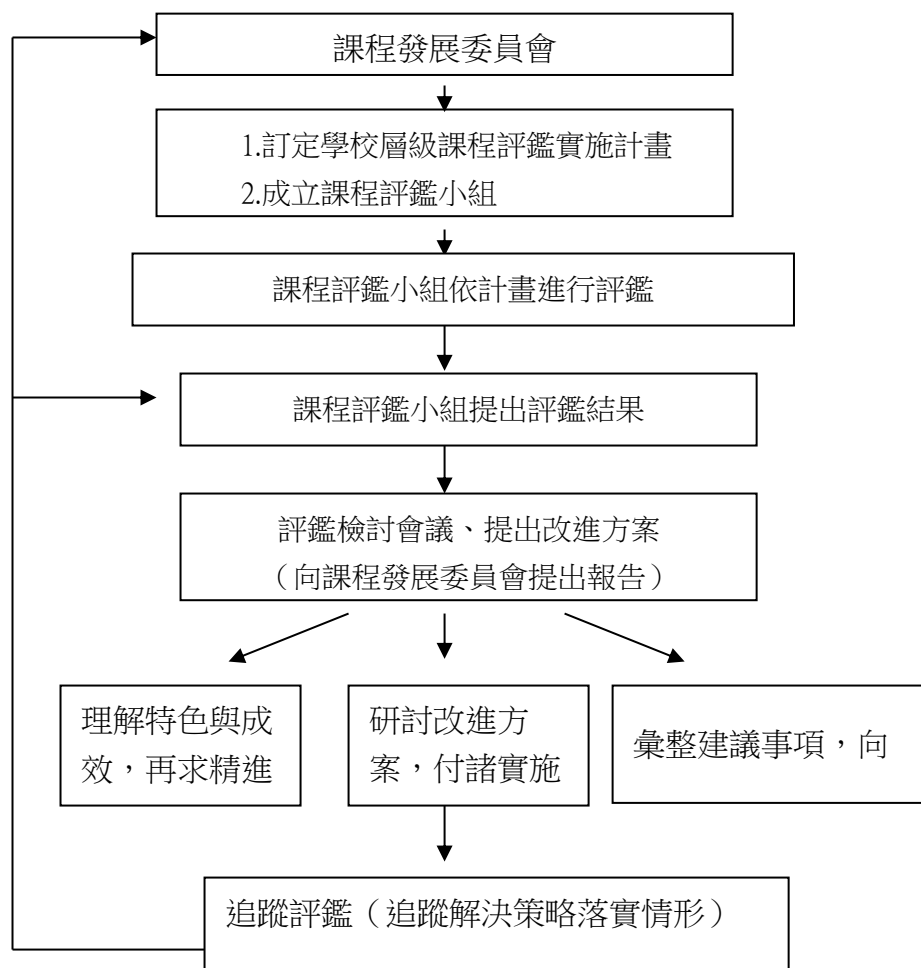 課程發展委員會
1.訂定學校層級課程評鑑實施計畫
2.成立課程評鑑小組
課程評鑑小組依計畫進行評鑑
課程評鑑小組提出評鑑結果
評鑑檢討會議、提出改進方案
（向課程發展委員會提出報告）
理解特色與成
效，再求精進
研討改進方
案，付諸實施
彙整建議事項，向
追蹤評鑑（追蹤解決策略落實情形）